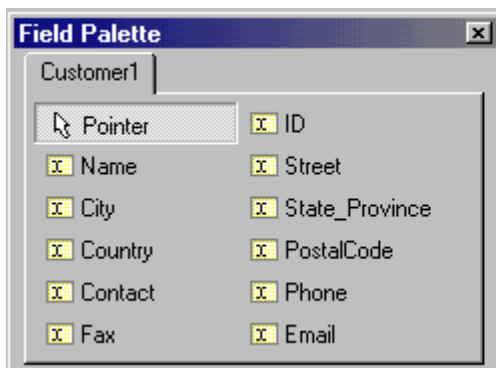 Field Palette
Customer1
Pointer ID
Name Street
City State_Province
Country PostalCode
Contact Phone
Fax Email